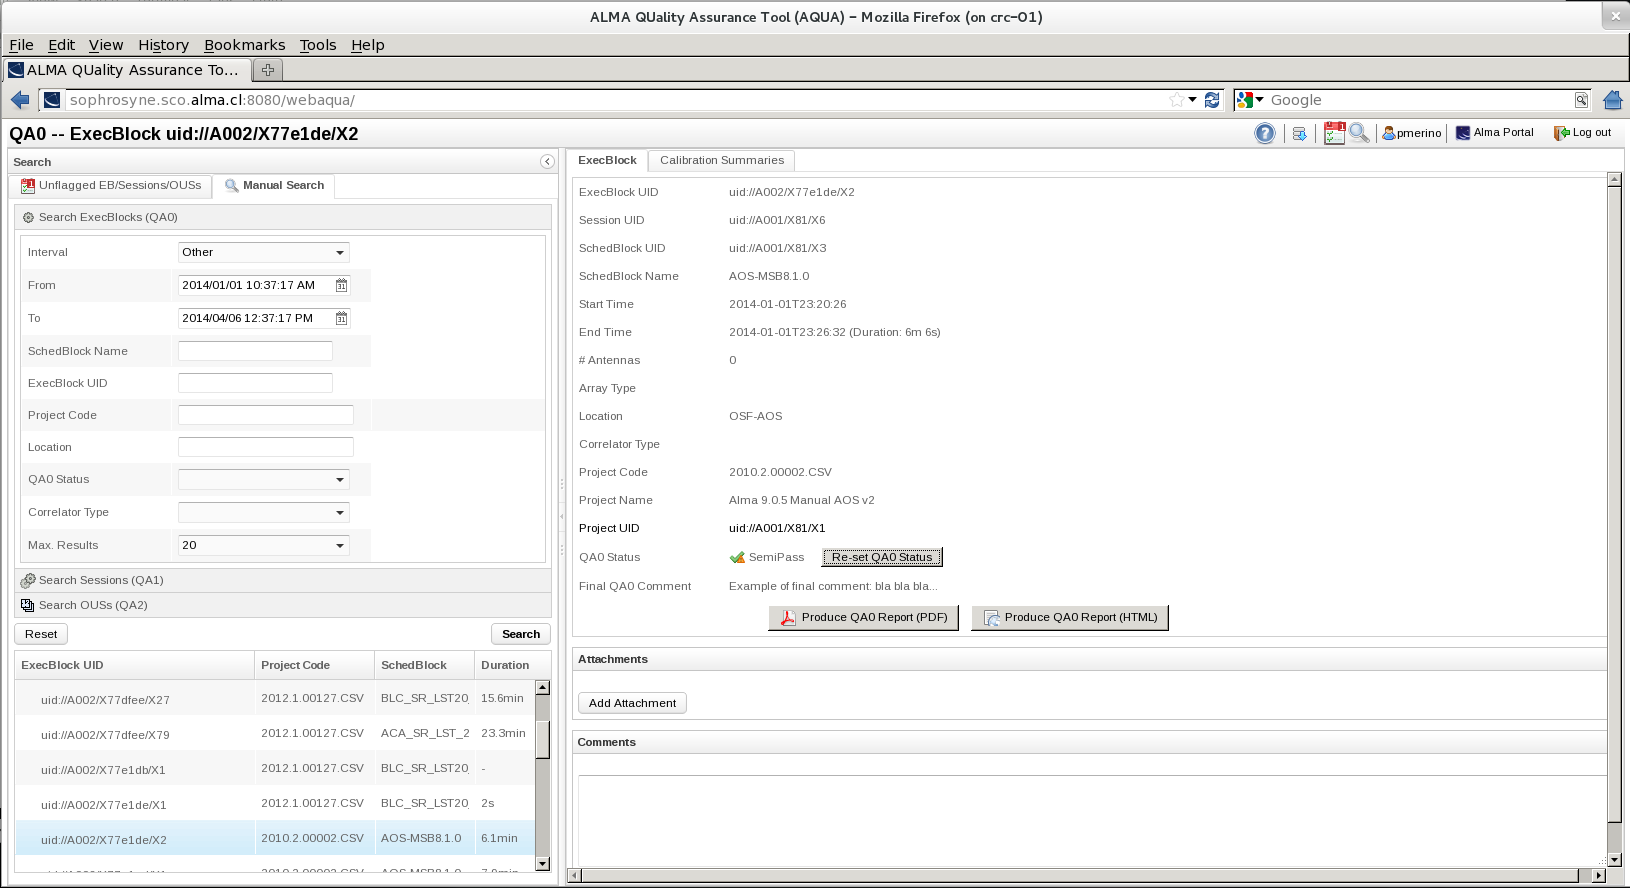 ALMA QUality Assurance Tool (AQUA) – Mozilla Firefox (on crc–01)
File Edit View History Bookmarks Tools Help
ALMA QUality Assurance To...
sophrosyne.sco.alma.cl:8080/webaqua/
Google
QA0 -- ExecBlock uid://A002/X77e1de/X2
pmerino
Alma Portal
Log out
Search
Unflagged EB/Sessions/OUSs
Manual Search
Search ExecBlocks (QA0)
Interval Other
From 2014/01/01 10:37:17 AM
To 2014/04/06 12:37:17 PM
SchedBlock Name
ExecBlock UID
Project Code
Location
QA0 Status
Correlator Type
Max. Results 20
Search Sessions (QA1)
Search OUSs (QA2)
Reset
Search
ExecBlock UID Project Code SchedBlock Duration
uid://A002/X77dfee/X27 2012.1.00127.CSV BLC_SR_LST20_ 15.6min
uid://A002/X77dfee/X79 2012.1.00127.CSV ACA_SR_LST_2 23.3min
uid://A002/X77e1db/X1 2012.1.00127.CSV BLC_SR_LST20_ -
uid://A002/X77e1de/X1 2012.1.00127.CSV BLC_SR_LST20_ 2s
uid://A002/X77e1de/X2 2010.2.00002.CSV AOS-MSB8.1.0 6.1min
ExecBlock
Calibration Summaries
ExecBlock UID uid://A002/X77e1de/X2
Session UID uid://A001/X81/X6
SchedBlock UID uid://A001/X81/X3
SchedBlock Name AOS-MSB8.1.0
Start Time 2014-01-01T23:20:26
End Time 2014-01-01T23:26:32 (Duration: 6m 6s)
# Antennas 0
Array Type
Location OSF-AOS
Correlator Type
Project Code 2010.2.00002.CSV
Project Name Alma 9.0.5 Manual AOS v2
Project UID uid://A001/X81/X1
QA0 Status SemiPass Re-set QA0 Status
Final QA0 Comment Example of final comment: bla bla bla...
Produce QA0 Report (PDF)
Produce QA0 Report (HTML)
Attachments
Add Attachment
Comments